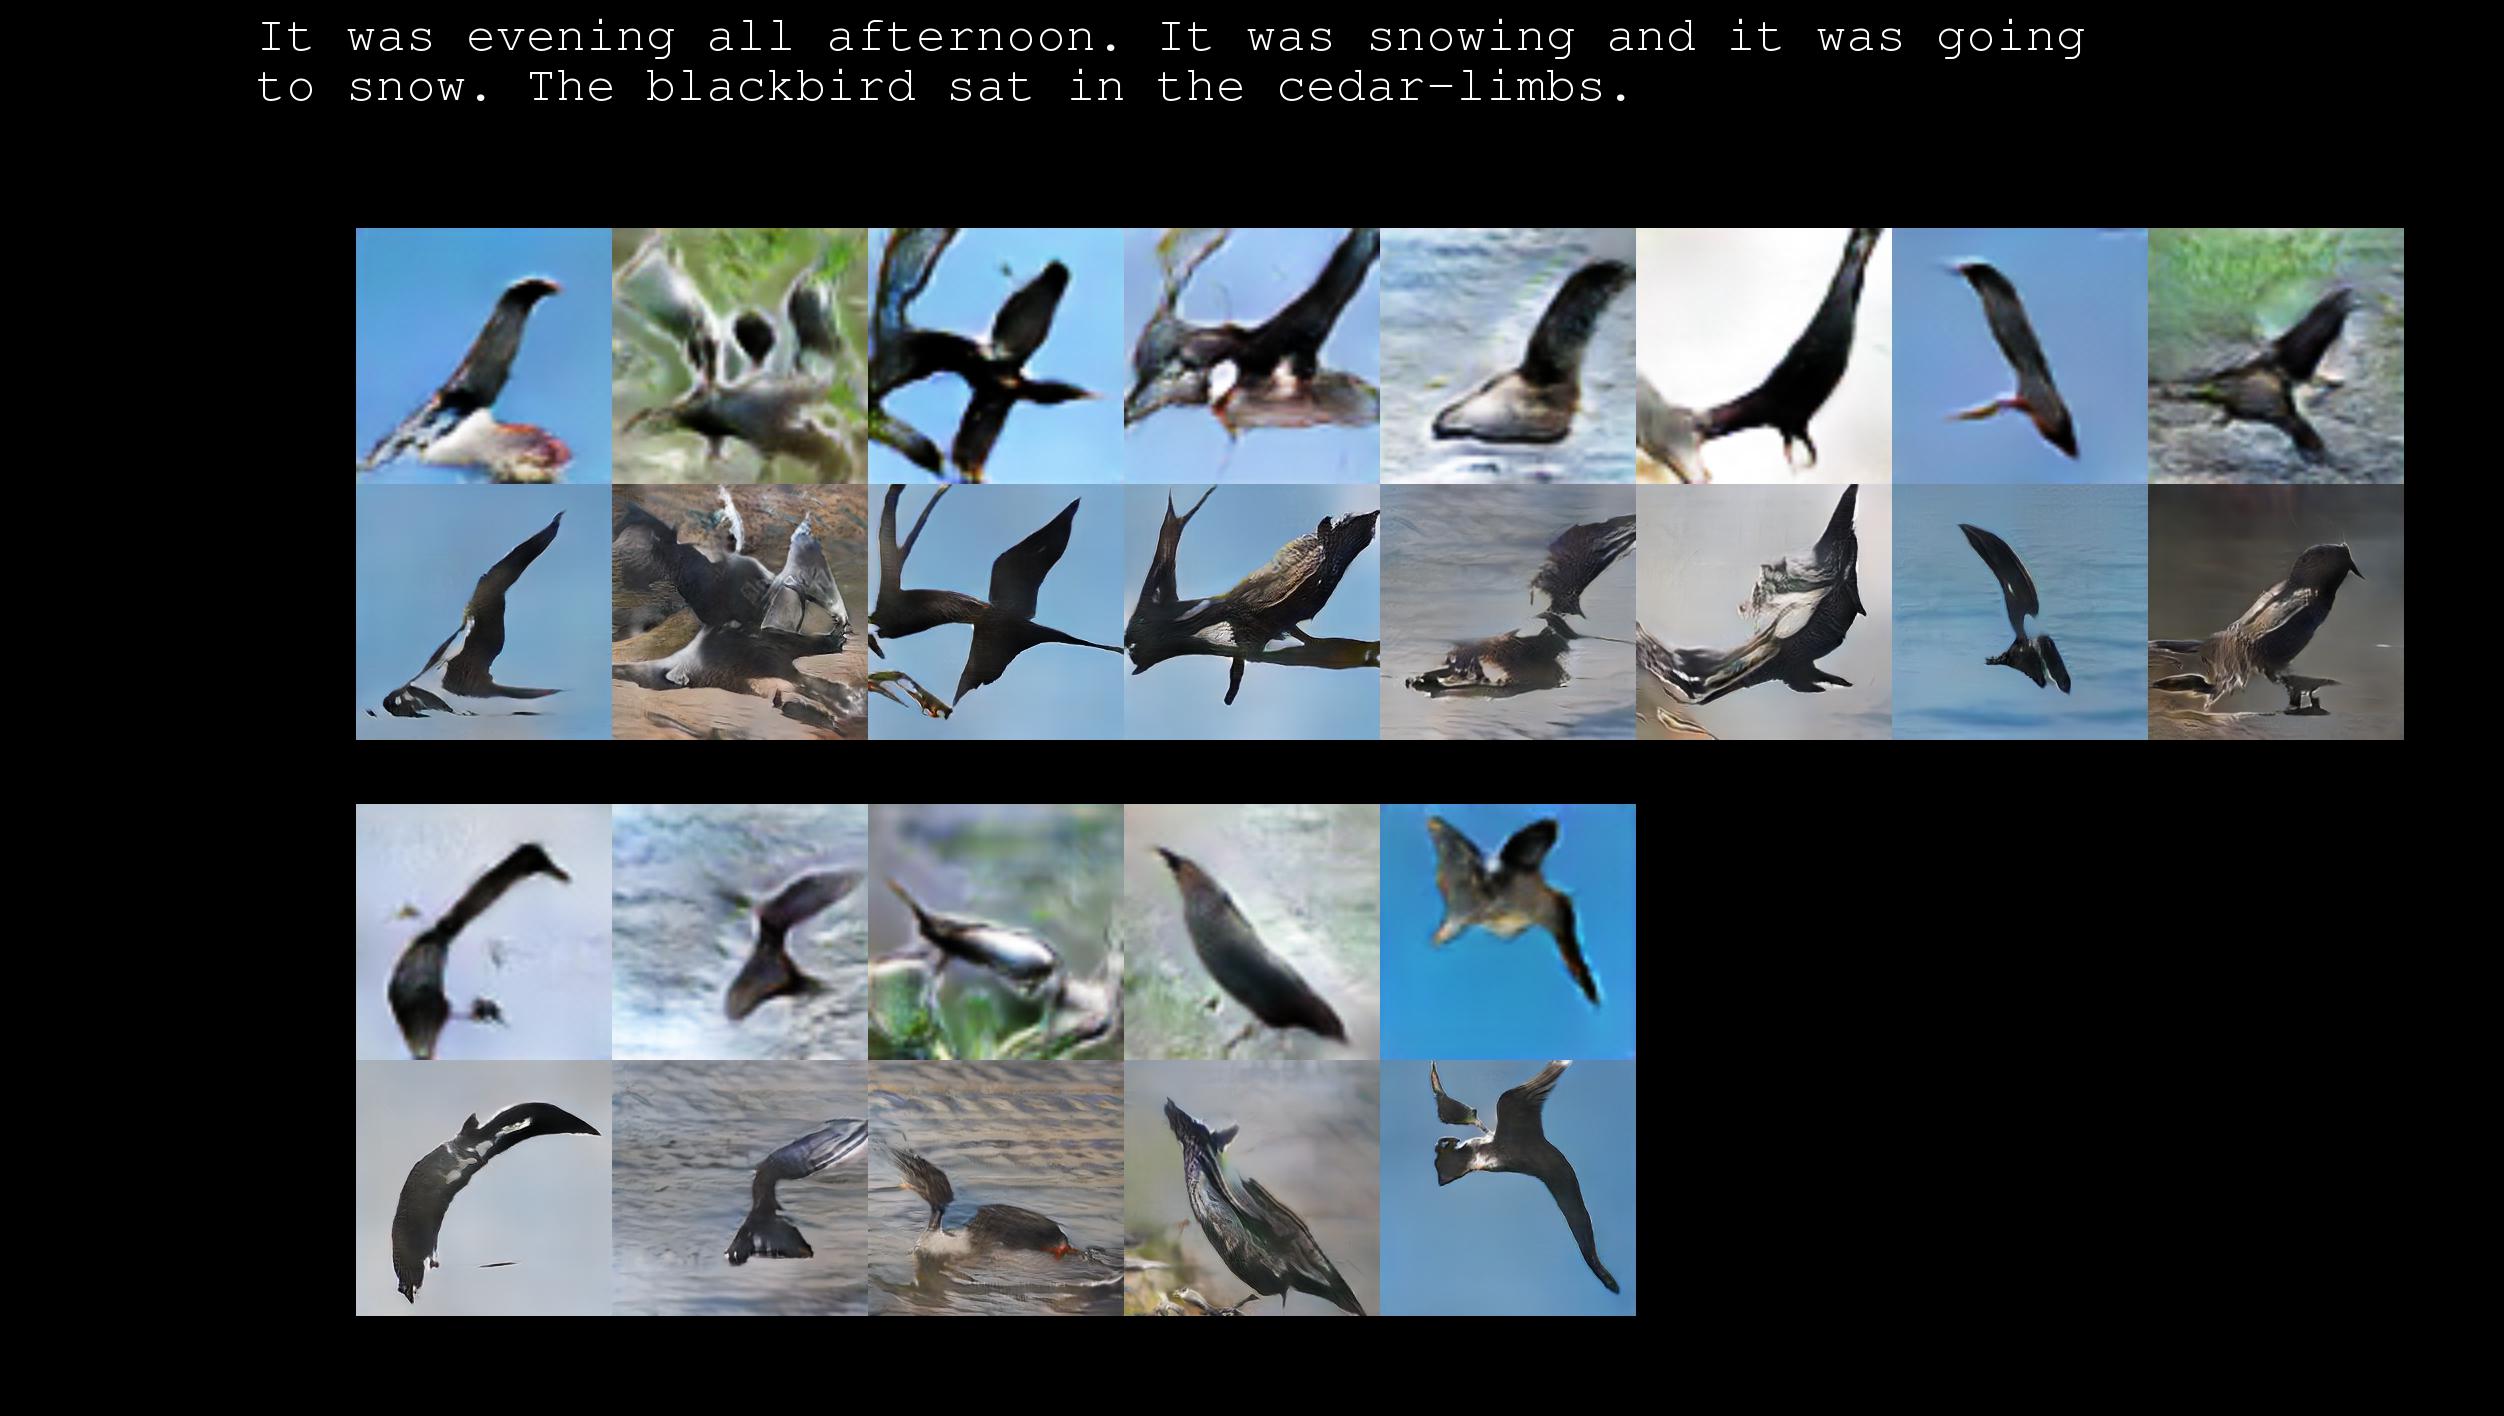 It was evening all afternoon. It was snowing and it was going
to snow. The blackbird sat in the cedar-limbs.